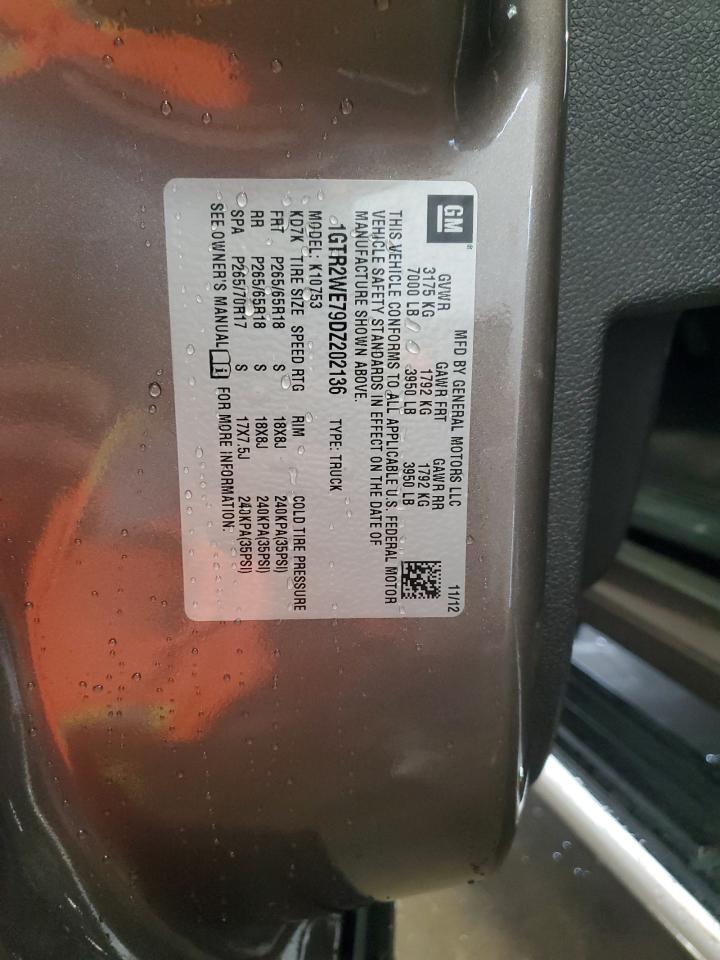 GM ®
MFD BY GENERAL MOTORS LLC 11/12
GVWR GAWR FRT GAWR RR
3175 KG 1792 KG 1792 KG
7000 LB 3950 LB 3950 LB
THIS VEHICLE CONFORMS TO ALL APPLICABLE U.S. FEDERAL MOTOR
VEHICLE SAFETY STANDARDS IN EFFECT ON THE DATE OF
MANUFACTURE SHOWN ABOVE.
1GTR2WE79DZ202136 TYPE: TRUCK
MODEL: K10753
KD7K TIRE SIZE SPEED RTG RIM COLD TIRE PRESSURE
FRT P265/65R18 S 18X8J 240KPA(35PSI)
RR P265/65R18 S 18X8J 240KPA(35PSI)
SPA P265/70R17 S 17X7.5J 240KPA(35PSI)
SEE OWNER'S MANUAL i FOR MORE INFORMATION.